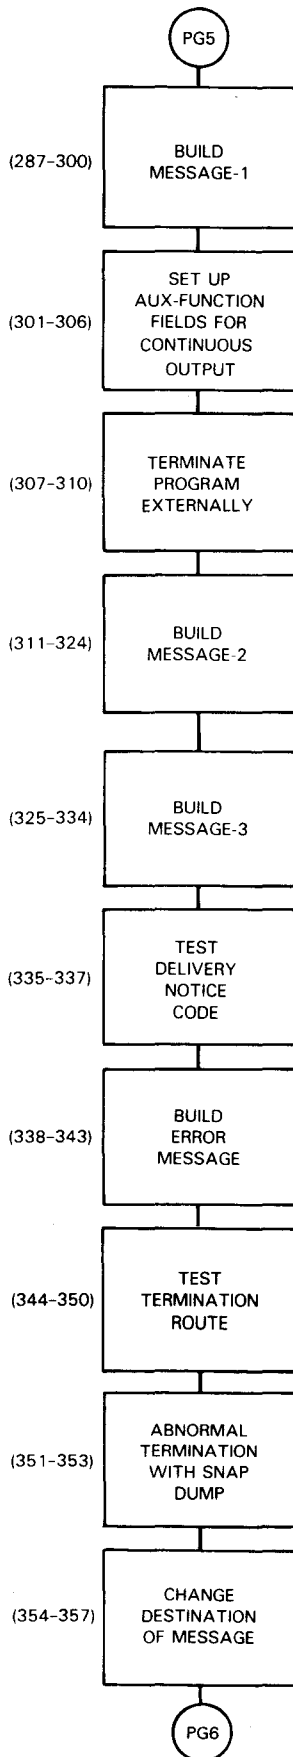 PG5
(287-300)
BUILD
MESSAGE-1
(301-306)
SET UP
AUX-FUNCTION
FIELDS FOR
CONTINUOUS
OUTPUT
(307-310)
TERMINATE
PROGRAM
EXTERNALLY
(311-324)
BUILD
MESSAGE-2
(325-334)
BUILD
MESSAGE-3
(335-337)
TEST
DELIVERY
NOTICE
CODE
(338-343)
BUILD
ERROR
MESSAGE
(344-350)
TEST
TERMINATION
ROUTE
(351-353)
ABNORMAL
TERMINATION
WITH SNAP
DUMP
(354-357)
CHANGE
DESTINATION
OF MESSAGE
PG6